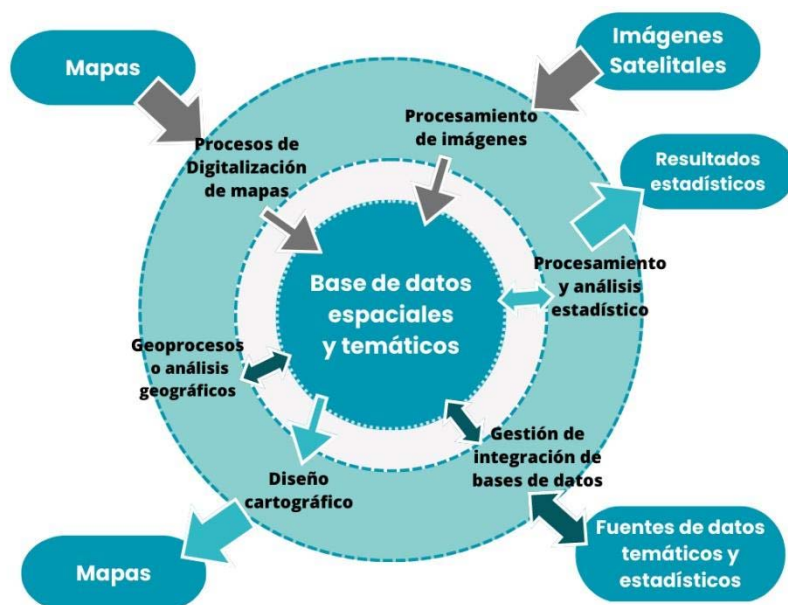 Mapas
Imágenes
Satelitales
Procesos de
Digitalización
de mapas
Procesamiento
de imágenes
Resultados
estadísticos
Base de datos
espaciales
y temáticos
Procesamiento
y análisis
estadístico
Geoprocesos
o análisis
geográficos
Diseño
cartográfico
Gestión de
integración de
bases de datos
Mapas
Fuentes de datos
temáticos y
estadísticos